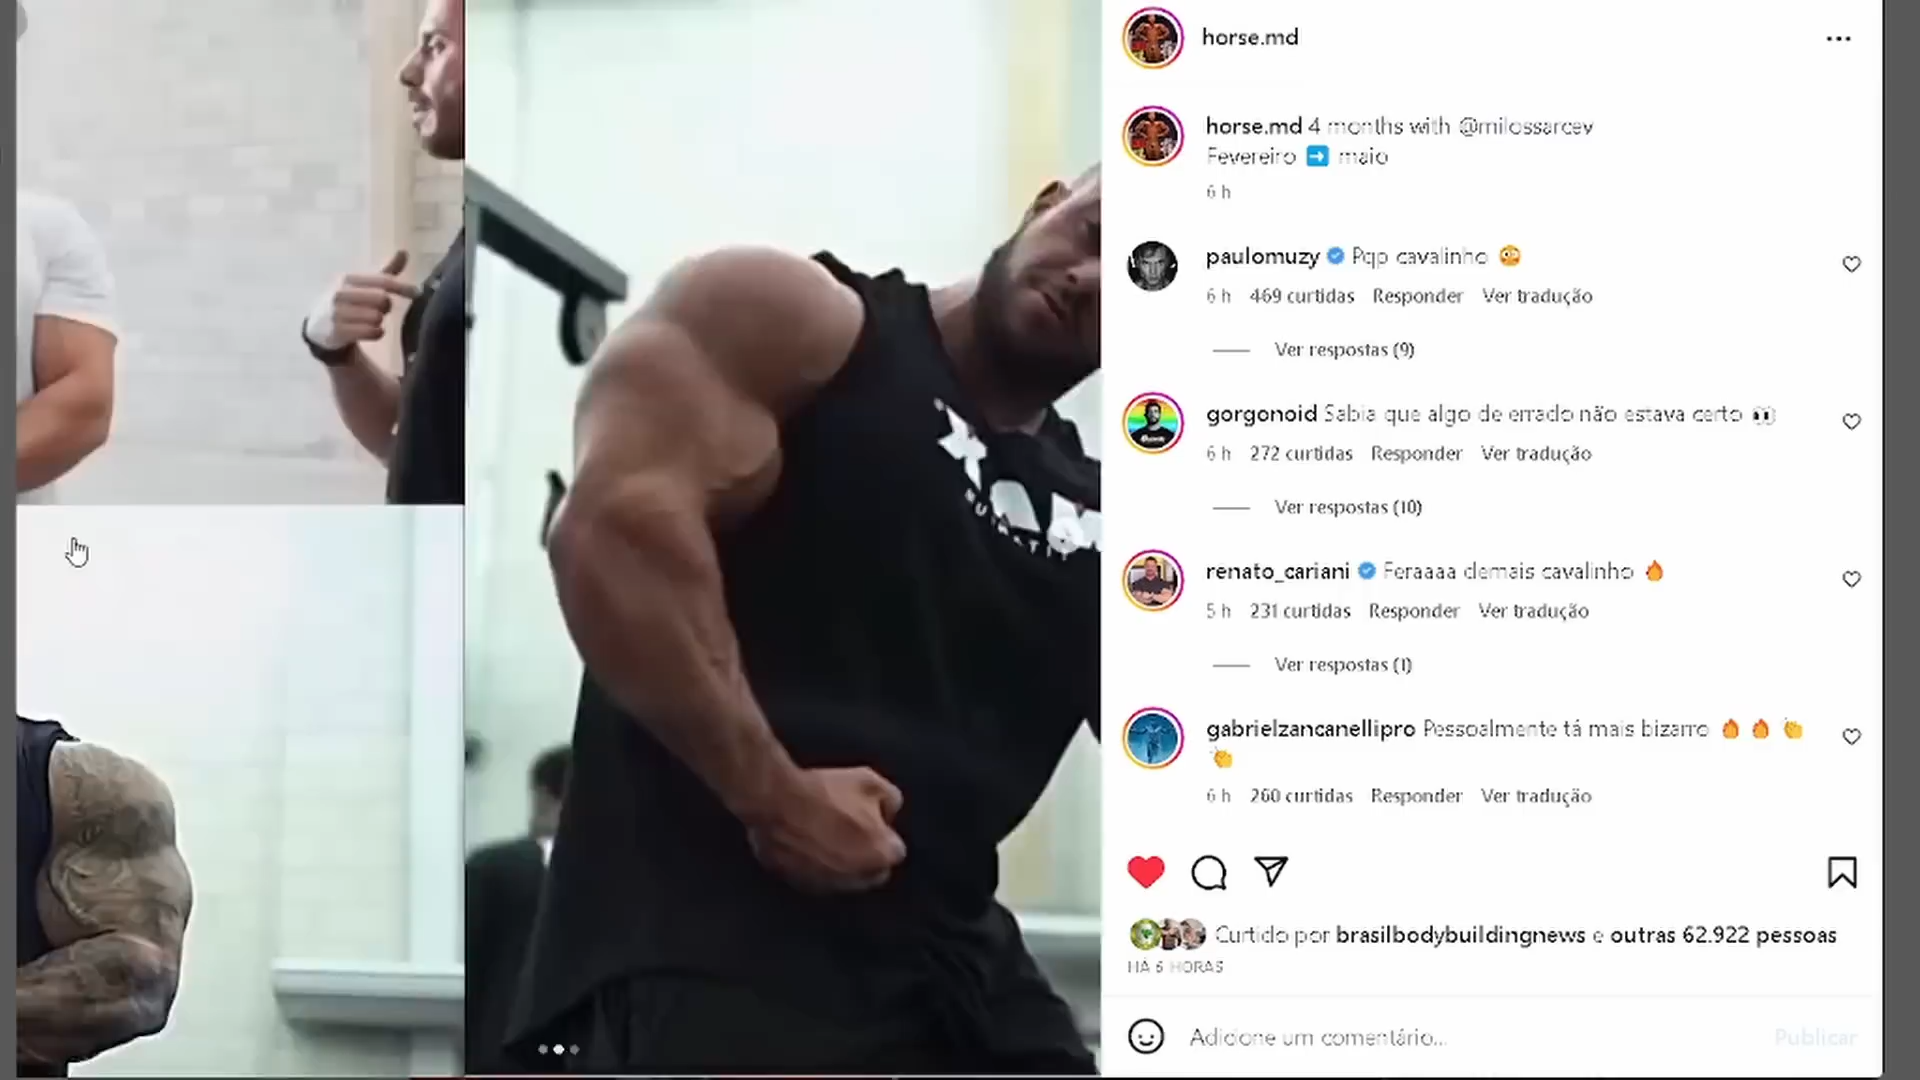 horse.md
horse.md 4 months with @milossarcev
Fevereiro ➡️ maio
6 h
paulomuzy Pqp cavalinho 😳
6 h 469 curtidas Responder Ver tradução
Ver respostas (9)
gorgonoid Sabia que algo de errado não estava certo 👀
6 h 272 curtidas Responder Ver tradução
Ver respostas (10)
renato_cariani Feraaaa demais cavalinho 🔥
5 h 231 curtidas Responder Ver tradução
Ver respostas (1)
gabrielzancanellipro Pessoalmente tá mais bizarro 🔥 🔥 👏
👏
6 h 260 curtidas Responder Ver tradução
Curtido por brasilbodybuildingnews e outras 62.922 pessoas
HÁ 6 HORAS
Adicione um comentário...
Publicar